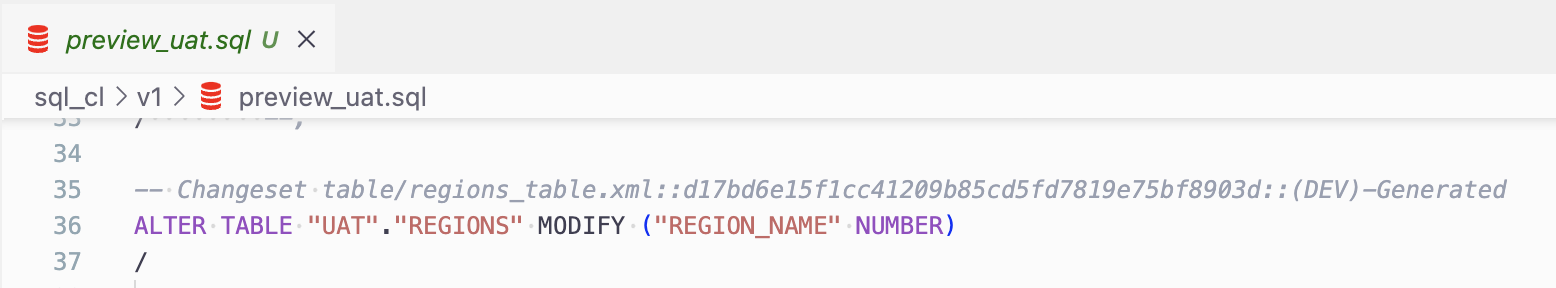 preview_uat.sql U
sql_cl > v1 > preview_uat.sql
34
35 -- Changeset table/regions_table.xml::d17bd6e15f1cc41209b85cd5fd7819e75bf8903d::(DEV)-Generated
36 ALTER TABLE "UAT"."REGIONS" MODIFY ("REGION_NAME" NUMBER)
37 /